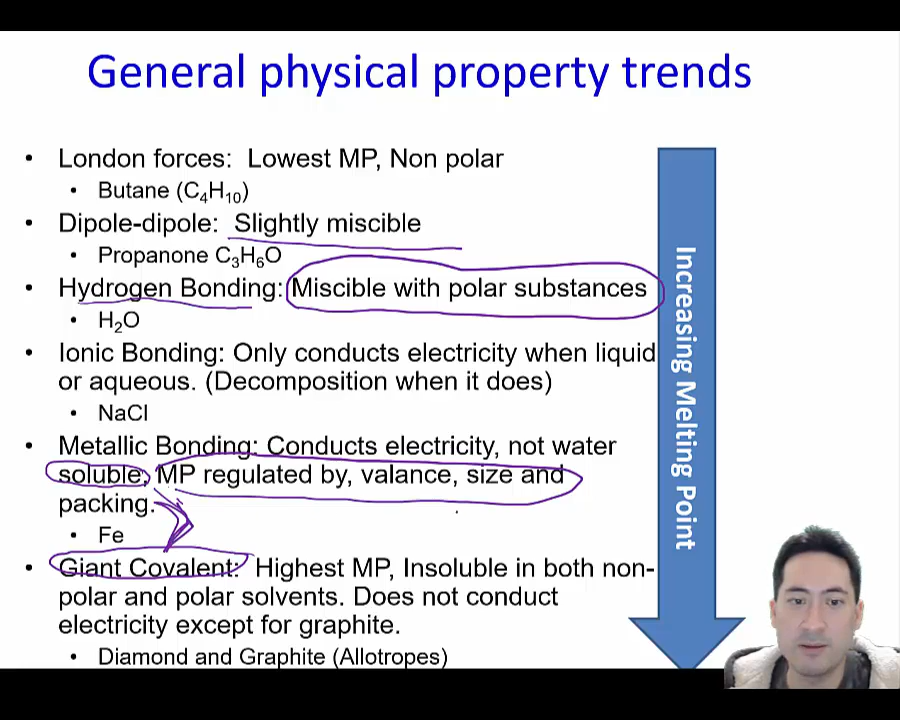 General physical property trends
• London forces: Lowest MP, Non polar
• Butane (C₄H₁₀)
• Dipole-dipole: Slightly miscible
• Propanone C₃H₆O
• Hydrogen Bonding: Miscible with polar substances
• H₂O
• Ionic Bonding: Only conducts electricity when liquid
or aqueous. (Decomposition when it does)
• NaCl
• Metallic Bonding: Conducts electricity, not water
soluble, MP regulated by, valance, size and
packing.
• Fe
• Giant Covalent: Highest MP, Insoluble in both non-
polar and polar solvents. Does not conduct
electricity except for graphite.
• Diamond and Graphite (Allotropes)
Increasing Melting Point